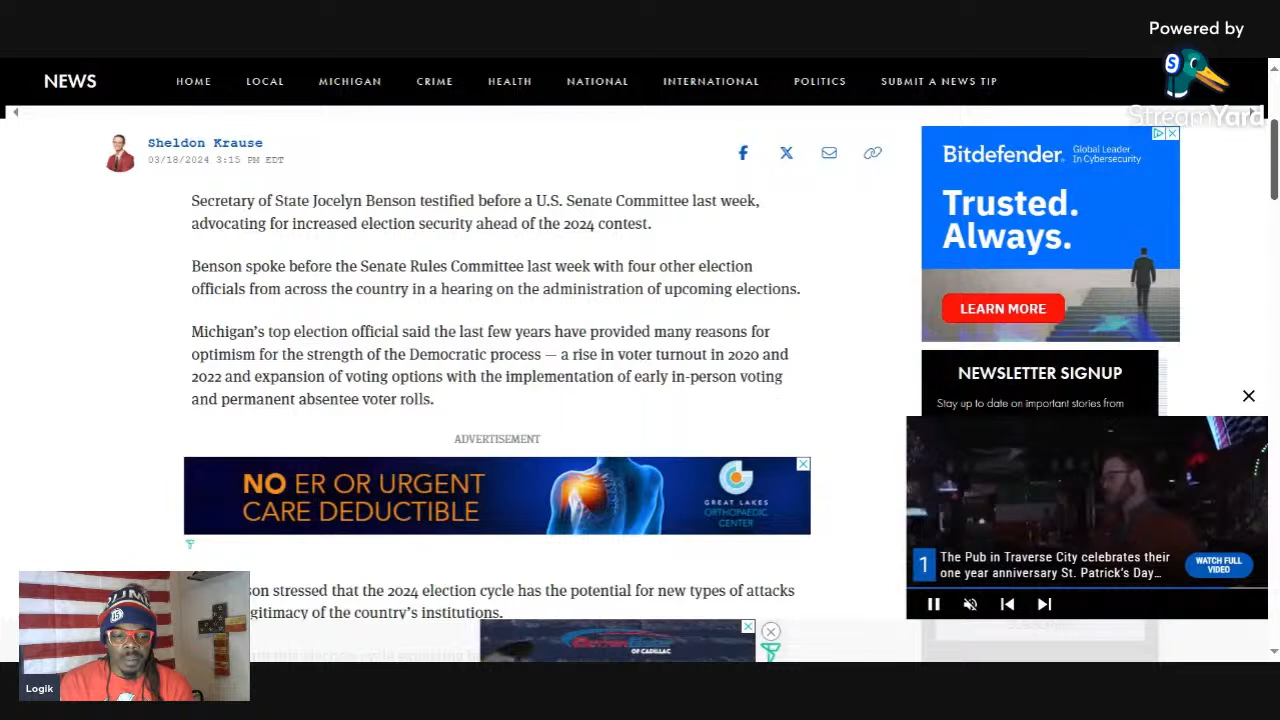 Powered by
StreamYard
NEWS
HOME
LOCAL
MICHIGAN
CRIME
HEALTH
NATIONAL
INTERNATIONAL
POLITICS
SUBMIT A NEWS TIP
Sheldon Krause
03/18/2024 3:15 PM EDT
Secretary of State Jocelyn Benson testified before a U.S. Senate Committee last week,
advocating for increased election security ahead of the 2024 contest.
Benson spoke before the Senate Rules Committee last week with four other election
officials from across the country in a hearing on the administration of upcoming elections.
Michigan's top election official said the last few years have provided many reasons for
optimism for the strength of the Democratic process — a rise in voter turnout in 2020 and
2022 and expansion of voting options with the implementation of early in-person voting
and permanent absentee voter rolls.
ADVERTISEMENT
NO ER OR URGENT
CARE DEDUCTIBLE
GREAT LAKES
ORTHOPAEDIC
CENTER
son stressed that the 2024 election cycle has the potential for new types of attacks
gitimacy of the country's institutions.
OF CADILLAC
Bitdefender
Global Leader
In Cybersecurity
Trusted.
Always.
LEARN MORE
NEWSLETTER SIGNUP
Stay up to date on important stories from
1
The Pub in Traverse City celebrates their
one year anniversary St. Patrick's Day...
WATCH FULL
VIDEO
Logik